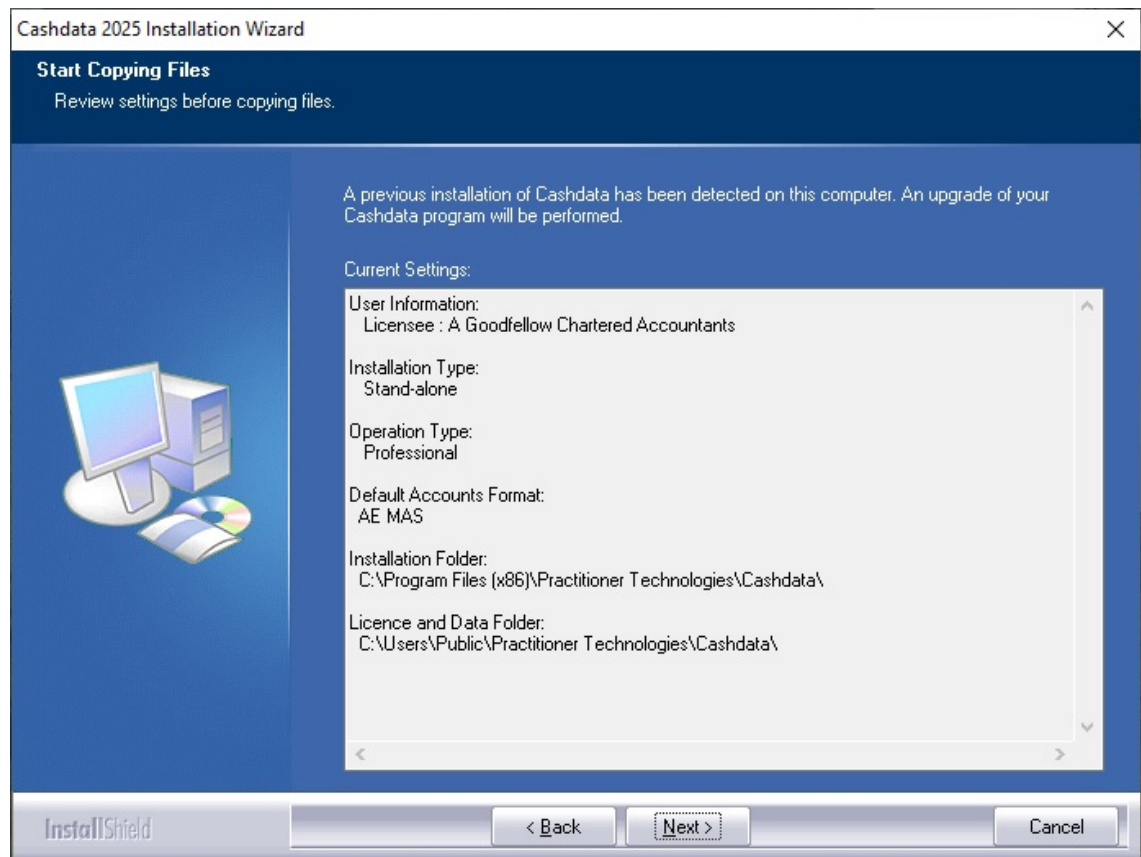 Cashdata 2025 Installation Wizard
Start Copying Files
Review settings before copying files.
A previous installation of Cashdata has been detected on this computer. An upgrade of your
Cashdata program will be performed.
Current Settings:
User Information:
Licensee : A Goodfellow Chartered Accountants
Installation Type:
Stand-alone
Operation Type:
Professional
Default Accounts Format:
AE MAS
Installation Folder:
C:\Program Files (x86)\Practitioner Technologies\Cashdata\
Licence and Data Folder:
C:\Users\Public\Practitioner Technologies\Cashdata\
InstallShield
< Back
Next >
Cancel